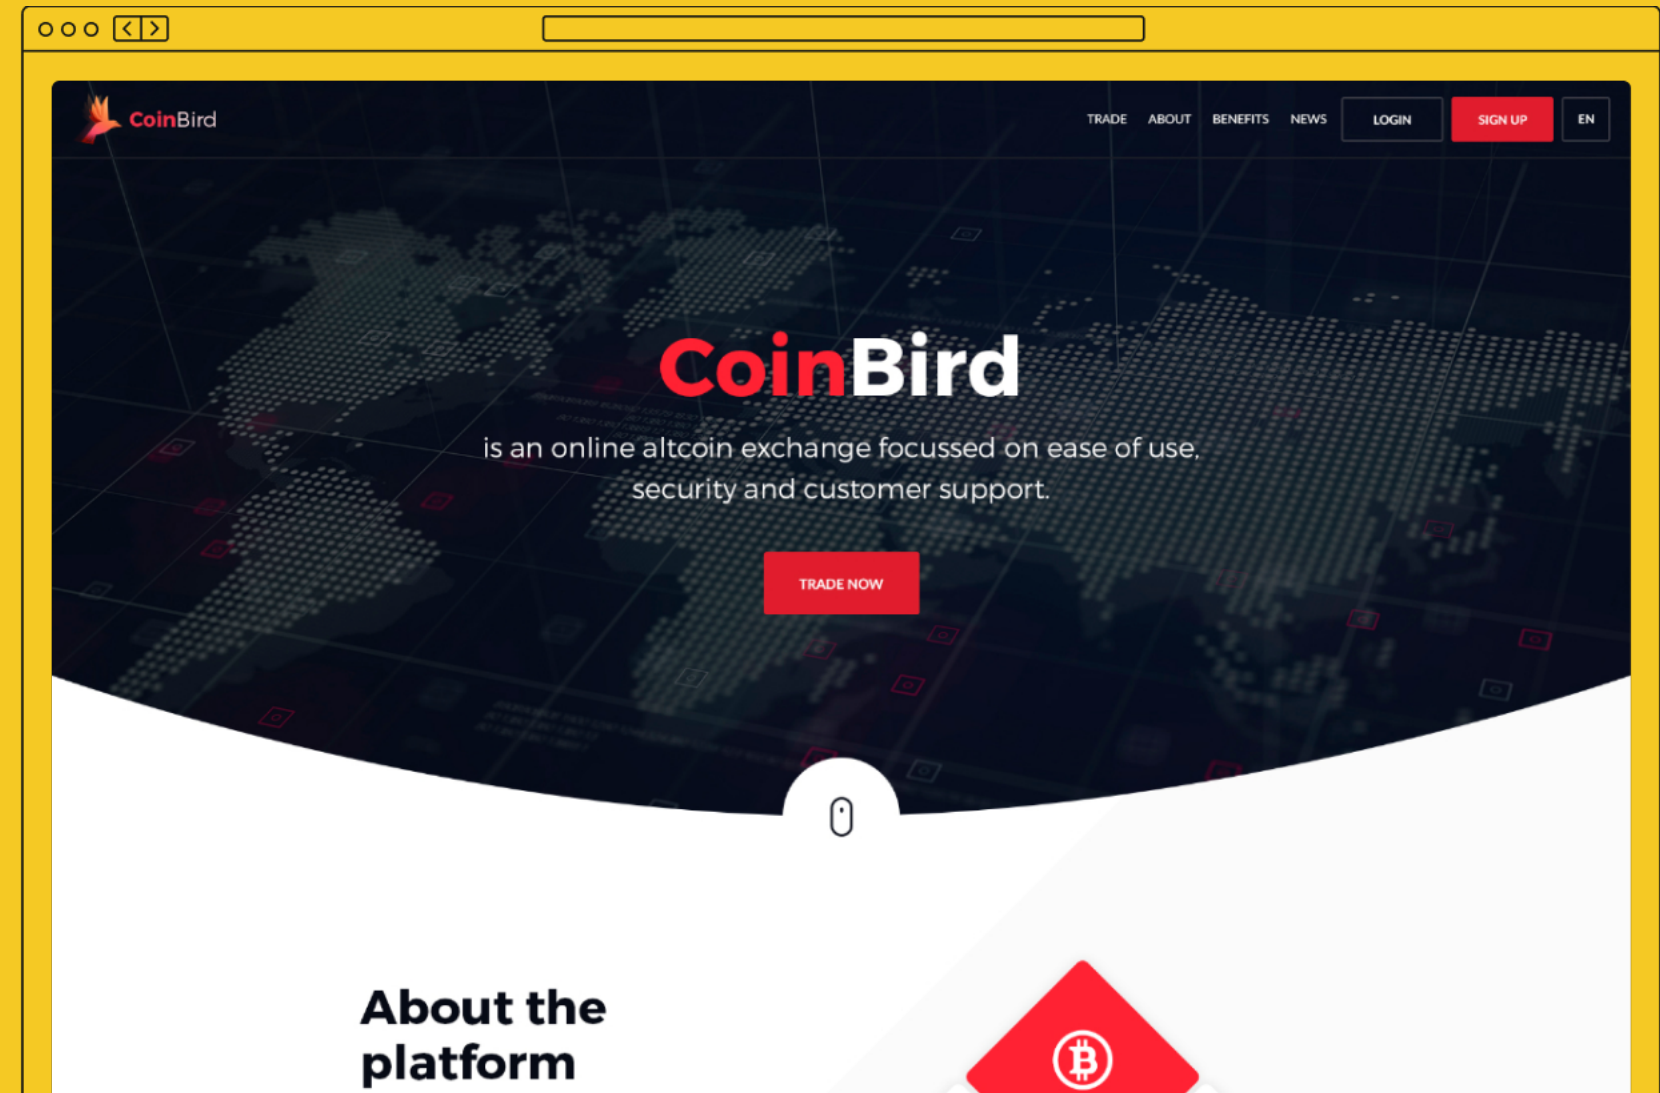 CoinBird
TRADE ABOUT BENEFITS NEWS LOGIN SIGN UP EN
CoinBird
is an online altcoin exchange focussed on ease of use,
security and customer support.
TRADE NOW
About the
platform